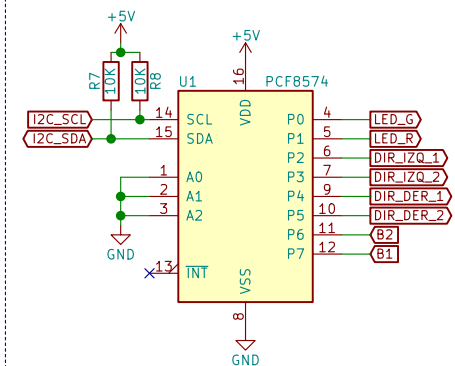 +5V
+5V
R7
10K
10K
R8
U1
PCF8574
16
VDD
I2C_SCL
14
SCL
P0
4
LED_G
I2C_SDA
15
SDA
P1
5
LED_R
P2
6
DIR_IZQ_1
1
A0
P3
7
DIR_IZQ_2
2
A1
P4
9
DIR_DER_1
3
A2
P5
10
DIR_DER_2
P6
11
B2
GND
P7
12
B1
13
INT
VSS
8
GND